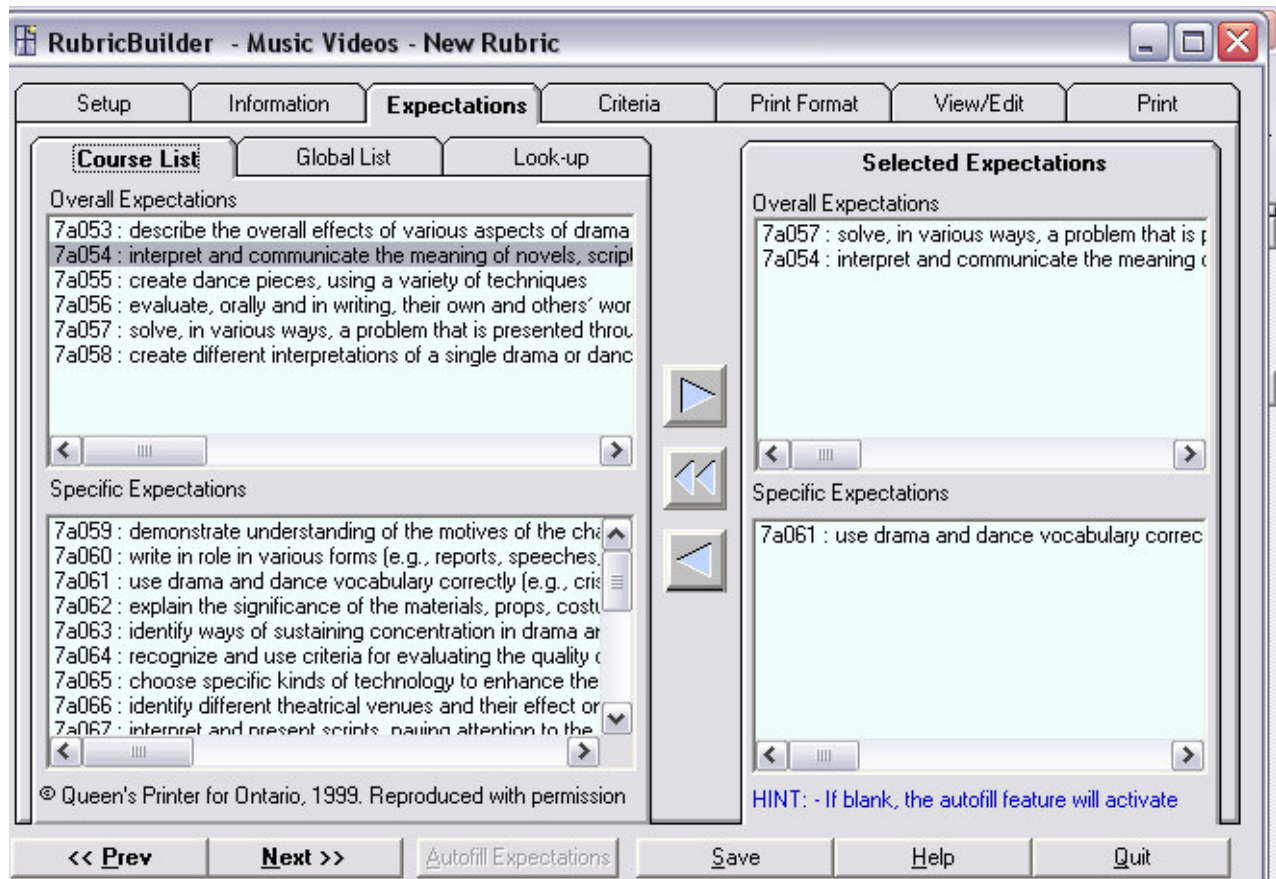 RubricBuilder - Music Videos - New Rubric
Setup Information Expectations Criteria Print Format View/Edit Print
Course List Global List Look-up
Overall Expectations
7a053 : describe the overall effects of various aspects of drama
7a054 : interpret and communicate the meaning of novels, script
7a055 : create dance pieces, using a variety of techniques
7a056 : evaluate, orally and in writing, their own and others' wor
7a057 : solve, in various ways, a problem that is presented throu
7a058 : create different interpretations of a single drama or danc
Specific Expectations
7a059 : demonstrate understanding of the motives of the cha
7a060 : write in role in various forms (e.g., reports, speeches,
7a061 : use drama and dance vocabulary correctly (e.g., cris
7a062 : explain the significance of the materials, props, costu
7a063 : identify ways of sustaining concentration in drama an
7a064 : recognize and use criteria for evaluating the quality o
7a065 : choose specific kinds of technology to enhance the
7a066 : identify different theatrical venues and their effect or
7a067 : interpret and present scripts, paying attention to the
© Queen's Printer for Ontario, 1999. Reproduced with permission
Selected Expectations
Overall Expectations
7a057 : solve, in various ways, a problem that is p
7a054 : interpret and communicate the meaning o
Specific Expectations
7a061 : use drama and dance vocabulary correc
HINT: - If blank, the autofill feature will activate
<< Prev Next >> Autofill Expectations Save Help Quit